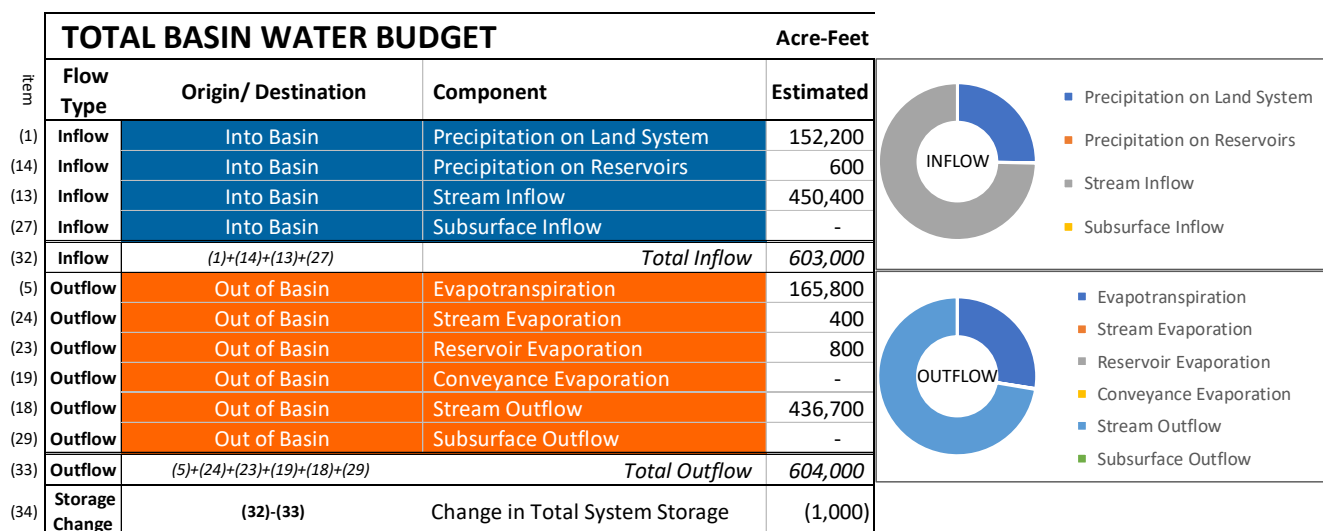 TOTAL BASIN WATER BUDGET Acre-Feet
item Flow Type Origin/ Destination Component Estimated
(1) Inflow Into Basin Precipitation on Land System 152,200
(14) Inflow Into Basin Precipitation on Reservoirs 600
(13) Inflow Into Basin Stream Inflow 450,400
(27) Inflow Into Basin Subsurface Inflow -
(32) Inflow (1)+(14)+(13)+(27) Total Inflow 603,000
(5) Outflow Out of Basin Evapotranspiration 165,800
(24) Outflow Out of Basin Stream Evaporation 400
(23) Outflow Out of Basin Reservoir Evaporation 800
(19) Outflow Out of Basin Conveyance Evaporation -
(18) Outflow Out of Basin Stream Outflow 436,700
(29) Outflow Out of Basin Subsurface Outflow -
(33) Outflow (5)+(24)+(23)+(19)+(18)+(29) Total Outflow 604,000
(34) Storage Change (32)-(33) Change in Total System Storage (1,000)
INFLOW
Precipitation on Land System
Precipitation on Reservoirs
Stream Inflow
Subsurface Inflow
OUTFLOW
Evapotranspiration
Stream Evaporation
Reservoir Evaporation
Conveyance Evaporation
Stream Outflow
Subsurface Outflow